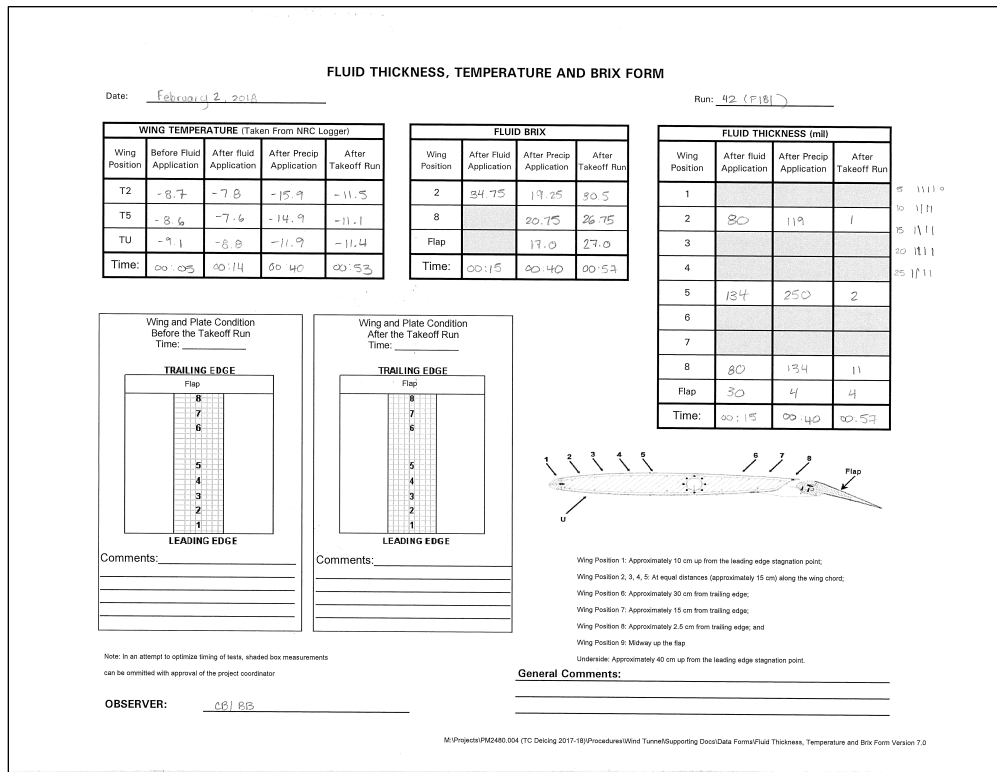 FLUID THICKNESS, TEMPERATURE AND BRIX FORM
Date: February 2, 2018
Run: 42 (F181)
WING TEMPERATURE (Taken From NRC Logger)
Wing Position Before Fluid Application After fluid Application After Precip Application After Takeoff Run
T2 -8.7 -7.8 -15.9 -11.5
T5 -8.6 -7.6 -14.9 -11.1
TU -9.1 -8.8 -11.9 -11.4
Time: 00:05 00:14 00 40 00:53
FLUID BRIX
Wing Position After Fluid Application After Precip Application After Takeoff Run
2 34.75 19.25 30.5
8 20.75 26.75
Flap 17.0 27.0
Time: 00:15 00:40 00:57
FLUID THICKNESS (mil)
Wing Position After fluid Application After Precip Application After Takeoff Run
1
2 80 119 1
3
4
5 134 250 2
6
7
8 80 134 11
Flap 30 4 4
Time: 00:15 00:40 00:57
5
10
15
20
25
Wing and Plate Condition
Before the Takeoff Run
Time:
TRAILING EDGE
Flap
8
7
6
5
4
3
2
1
LEADING EDGE
Comments:
Wing and Plate Condition
After the Takeoff Run
Time:
TRAILING EDGE
Flap
8
7
6
5
4
3
2
1
LEADING EDGE
Comments:
1 2 3 4 5 6 7 8 Flap
U
Wing Position 1: Approximately 10 cm up from the leading edge stagnation point;
Wing Position 2, 3, 4, 5: At equal distances (approximately 15 cm) along the wing chord;
Wing Position 6: Approximately 30 cm from trailing edge;
Wing Position 7: Approximately 15 cm from trailing edge;
Wing Position 8: Approximately 2.5 cm from trailing edge; and
Wing Position 9: Midway up the flap
Underside: Approximately 40 cm up from the leading edge stagnation point.
Note: In an attempt to optimize timing of tests, shaded box measurements
can be ommitted with approval of the project coordinator
General Comments:
OBSERVER: CB/ BB
M:\Projects\PM2480.004 (TC Deicing 2017-18)\Procedures\Wind Tunnel\Supporting Docs\Data Forms\Fluid Thickness, Temperature and Brix Form Version 7.0